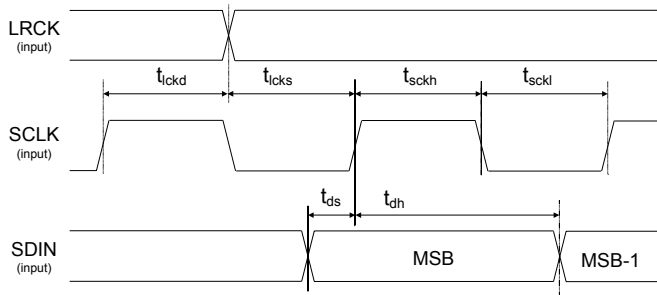 LRCK
(input)
tlckd
tlcks
tsckh
tsckl
SCLK
(input)
tds
tdh
SDIN
(input)
MSB
MSB-1